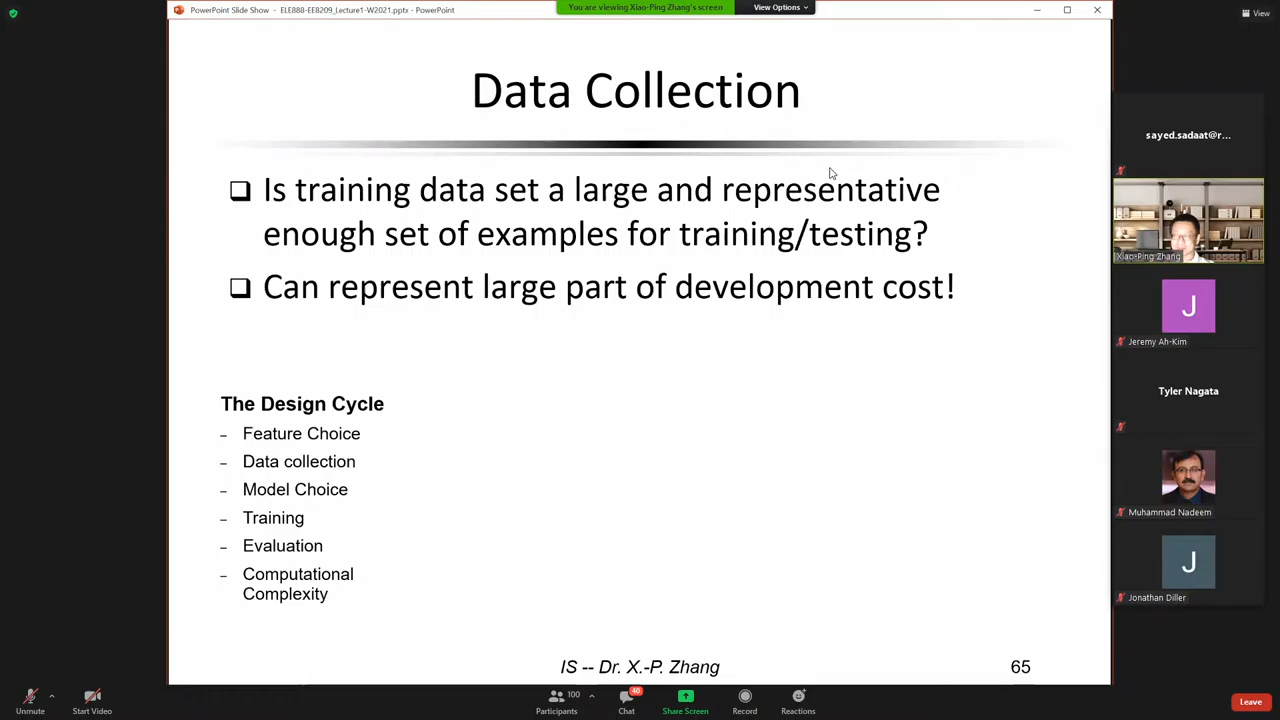 PowerPoint Slide Show - ELE888-EE8209_Lecture1-W2021.pptx - PowerPoint
You are viewing Xiao-Ping Zhang's screen
View Options
View
Data Collection
Is training data set a large and representative
enough set of examples for training/testing?
Can represent large part of development cost!
The Design Cycle
– Feature Choice
– Data collection
– Model Choice
– Training
– Evaluation
– Computational
Complexity
IS -- Dr. X.-P. Zhang
65
sayed.sadaat@r...
Xiao-Ping Zhang
J
Jeremy Ah-Kim
Tyler Nagata
Muhammad Nadeem
J
Jonathan Diller
Unmute
Start Video
100
Participants
40
Chat
Share Screen
Record
Reactions
Leave